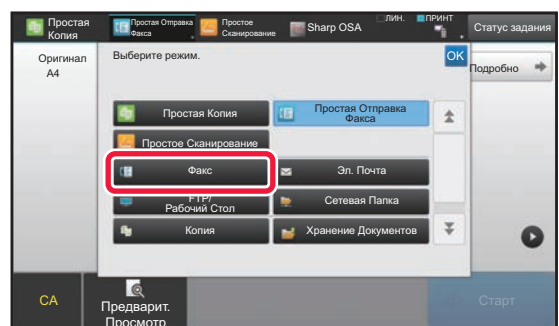 Простая
Копия
Простая Отправка
Факса
Простое
Сканирование
Sharp OSA
ЛИН.
ПРИНТ
Статус задания
Оригинал
A4
Выберите режим.
OK
Подробно
Простая Копия
Простая Отправка
Факса
Простое Сканирование
Факс
Эл. Почта
FTP/
Рабочий Стол
Сетевая Папка
Копия
Хранение Документов
CA
Предварит.
Просмотр
Старт